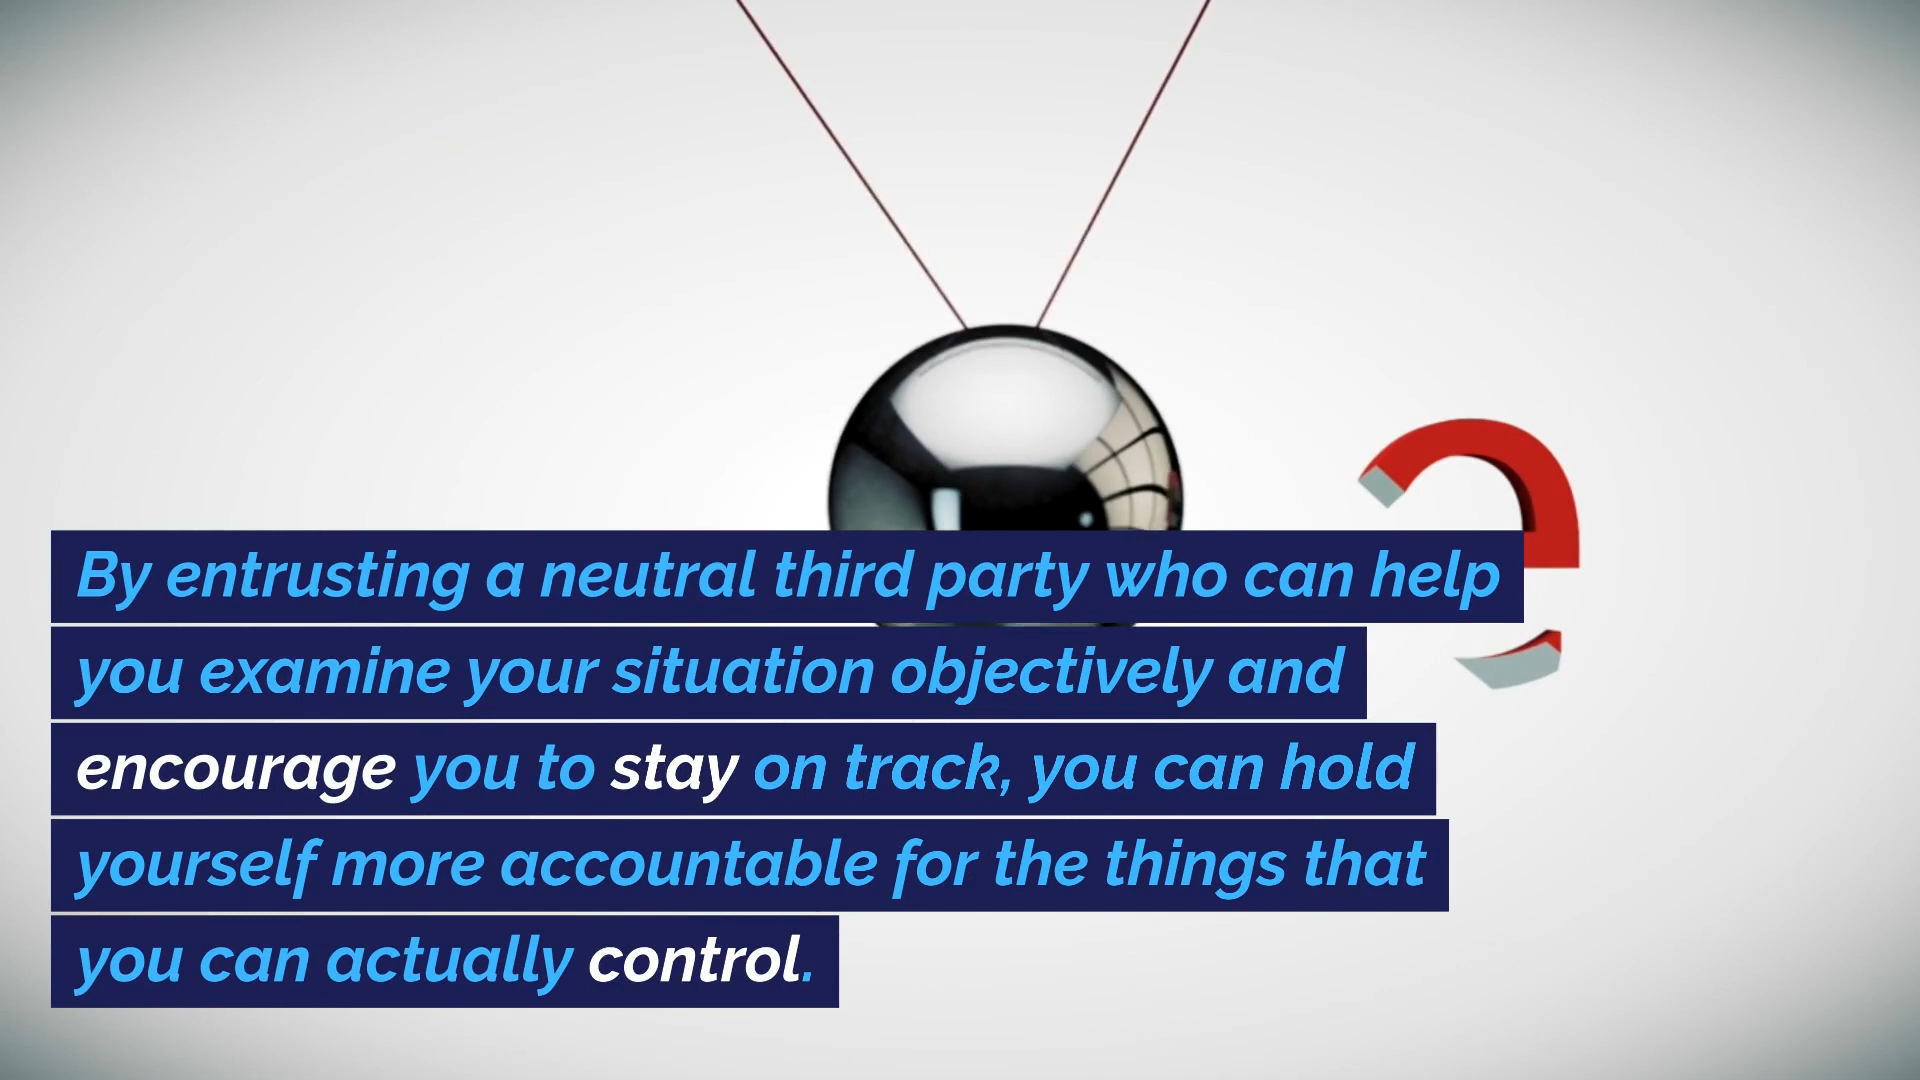 By entrusting a neutral third party who can help
you examine your situation objectively and
encourage you to stay on track, you can hold
yourself more accountable for the things that
you can actually control.